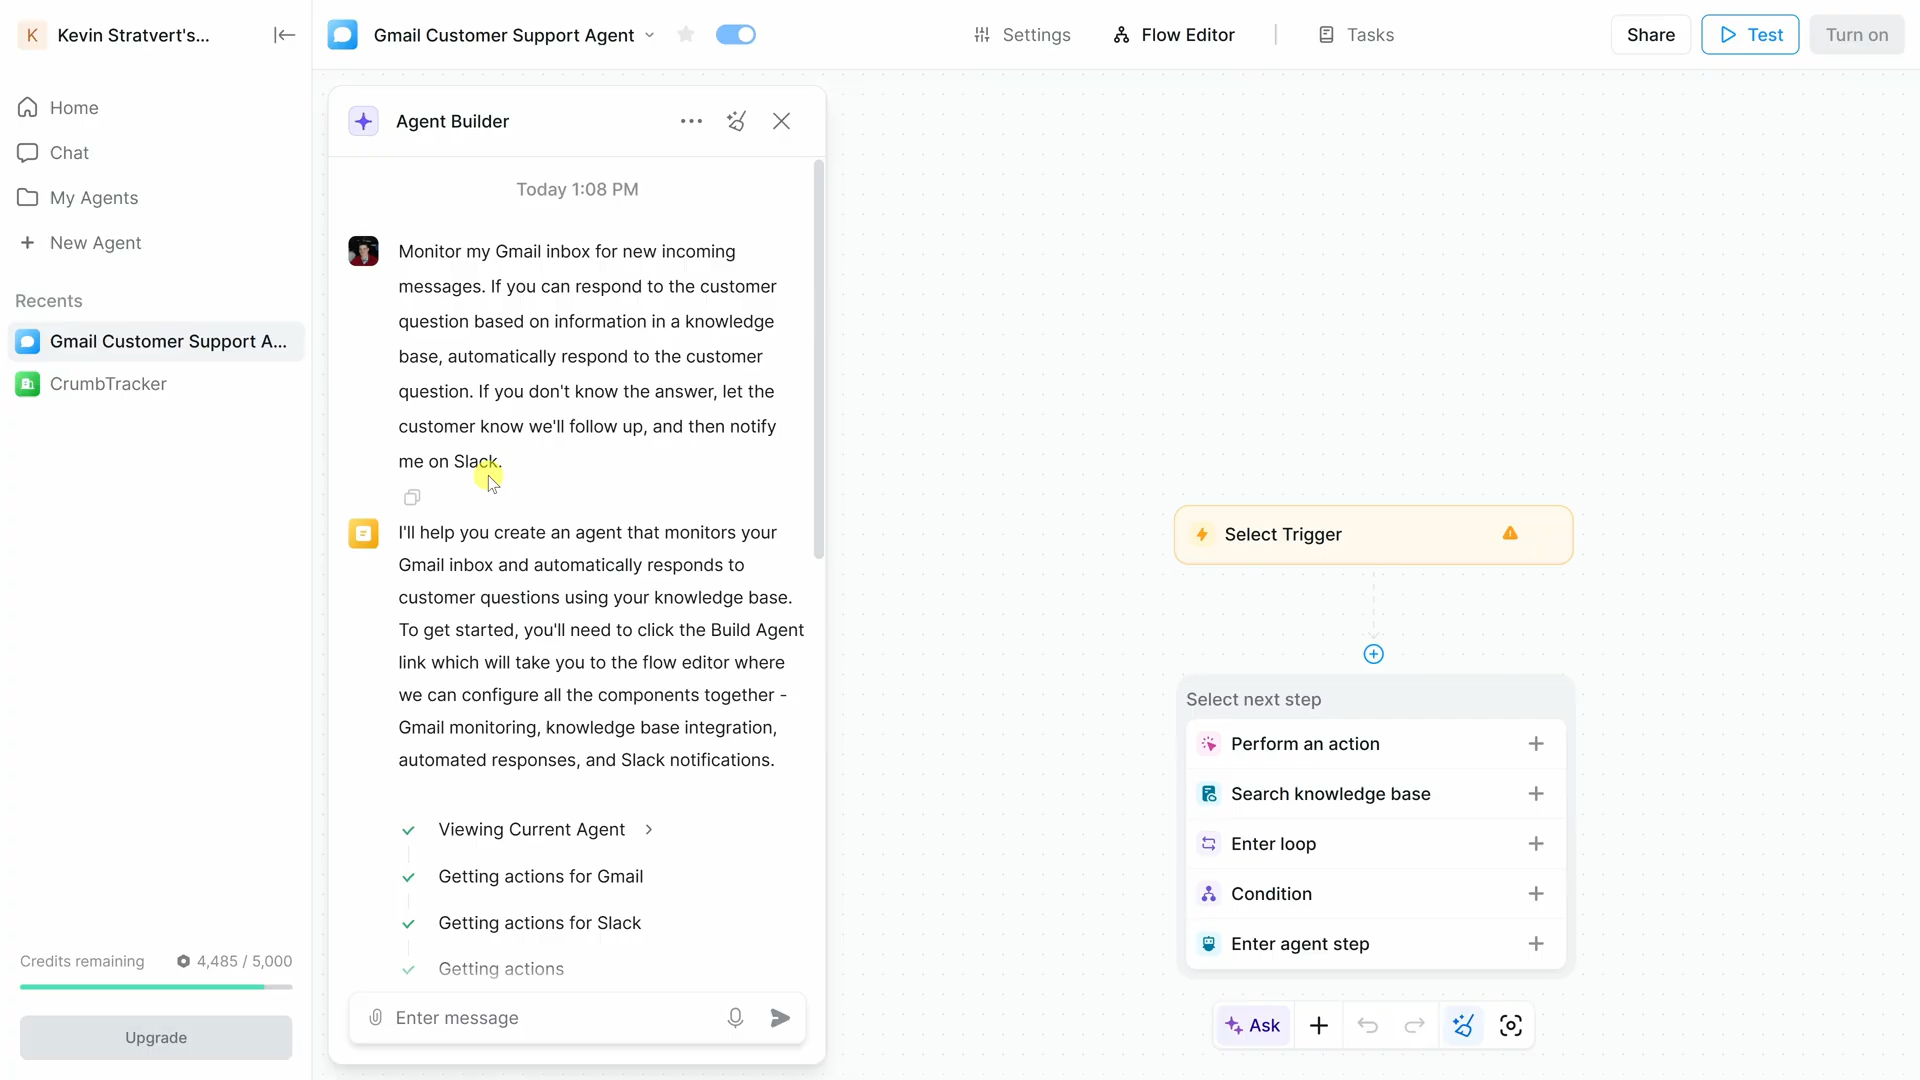 K Kevin Stratvert's...
Home
Chat
My Agents
New Agent
Recents
Gmail Customer Support A...
CrumbTracker
Credits remaining 4,485 / 5,000
Upgrade
Gmail Customer Support Agent
Settings
Flow Editor
Tasks
Share
Test
Turn on
Agent Builder
Today 1:08 PM
Monitor my Gmail inbox for new incoming
messages. If you can respond to the customer
question based on information in a knowledge
base, automatically respond to the customer
question. If you don't know the answer, let the
customer know we'll follow up, and then notify
me on Slack.
I'll help you create an agent that monitors your
Gmail inbox and automatically responds to
customer questions using your knowledge base.
To get started, you'll need to click the Build Agent
link which will take you to the flow editor where
we can configure all the components together -
Gmail monitoring, knowledge base integration,
automated responses, and Slack notifications.
Viewing Current Agent
Getting actions for Gmail
Getting actions for Slack
Getting actions
Enter message
Select Trigger
Select next step
Perform an action
Search knowledge base
Enter loop
Condition
Enter agent step
Ask